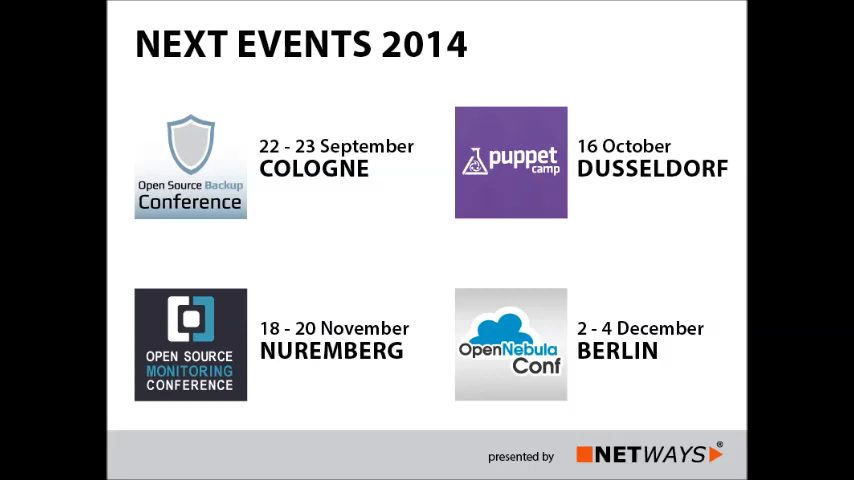 NEXT EVENTS 2014
Open Source Backup
Conference
22 - 23 September
COLOGNE
puppet
camp
16 October
DUSSELDORF
OPEN SOURCE
MONITORING
CONFERENCE
18 - 20 November
NUREMBERG
OpenNebula
Conf
2 - 4 December
BERLIN
presented by
NETWAYS®